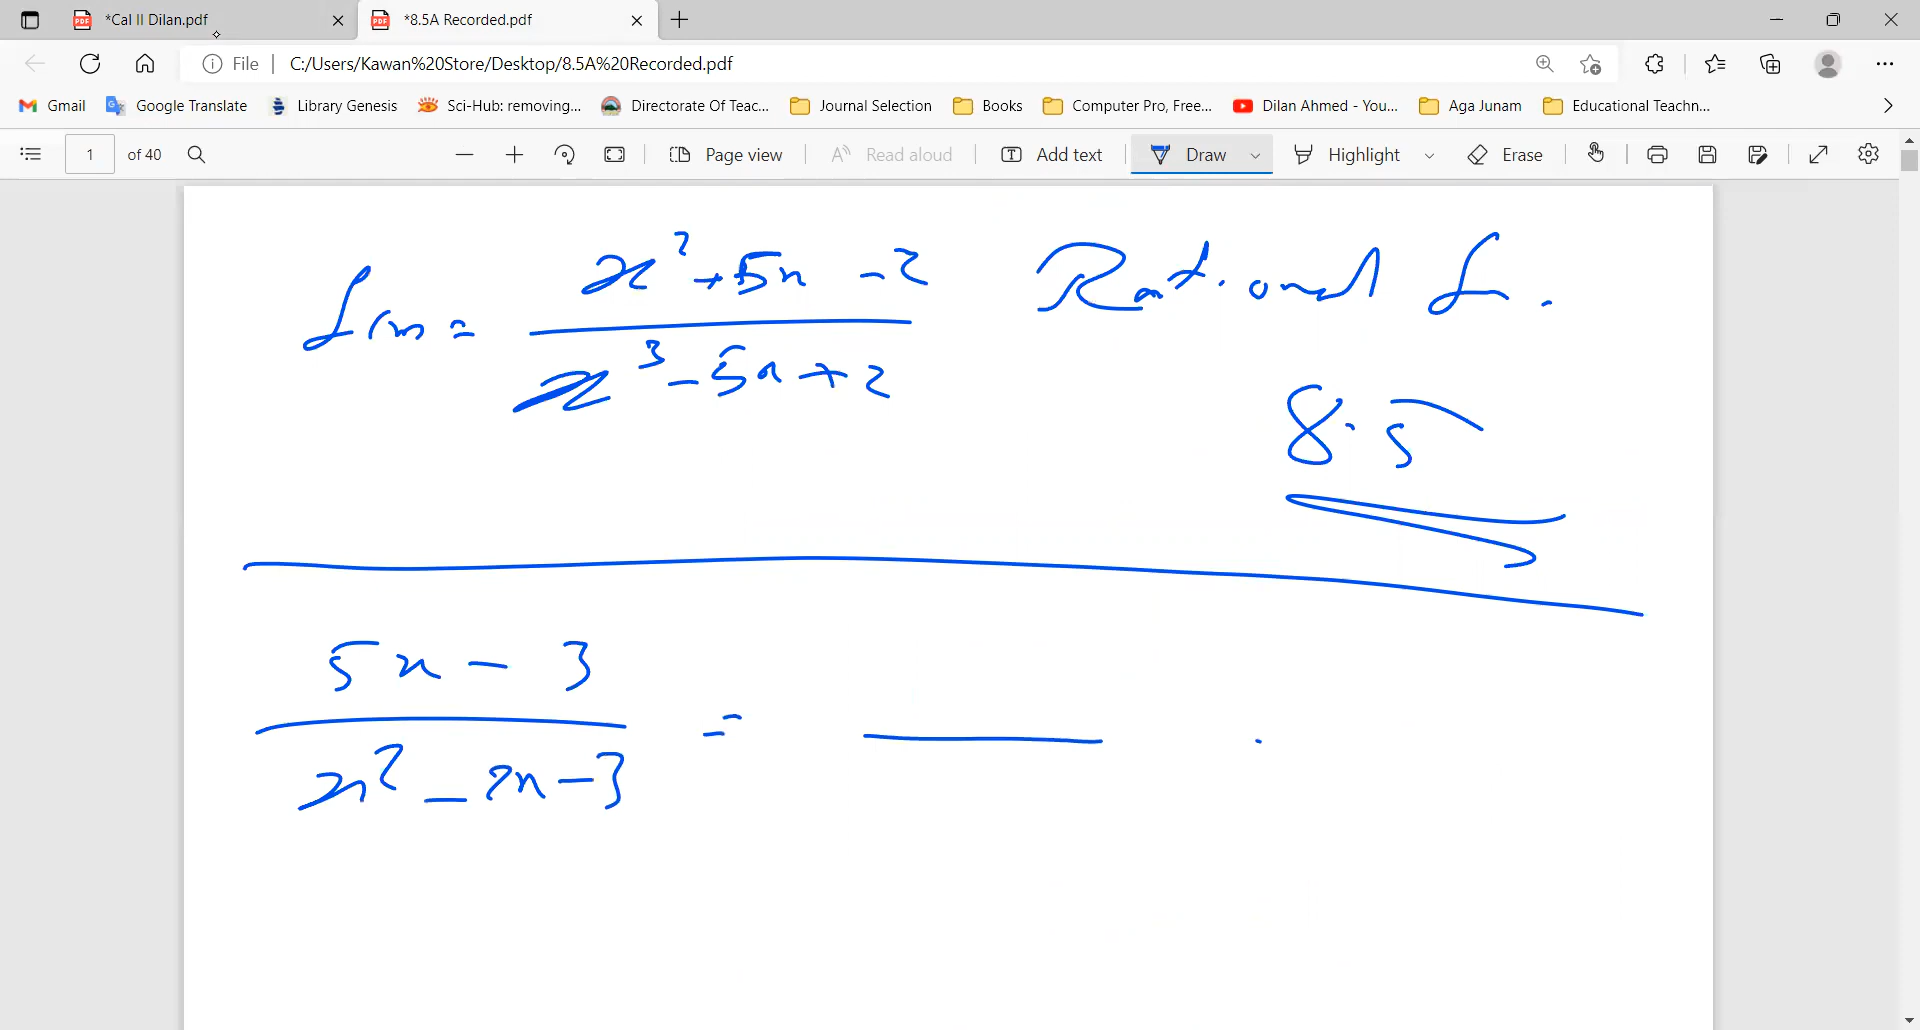 *Cal II Dilan.pdf
*8.5A Recorded.pdf
File C:/Users/Kawan%20Store/Desktop/8.5A%20Recorded.pdf
Gmail Google Translate Library Genesis Sci-Hub: removing... Directorate Of Teac... Journal Selection Books Computer Pro, Free... Dilan Ahmed - You... Aga Junam Educational Teachn...
1 of 40 Page view Read aloud Add text Draw Highlight Erase
f(x) = x² + 5x - 2 / x³ - 5x + 2
Rational f.
8.5
5x - 3 / x² - 2x - 3 =